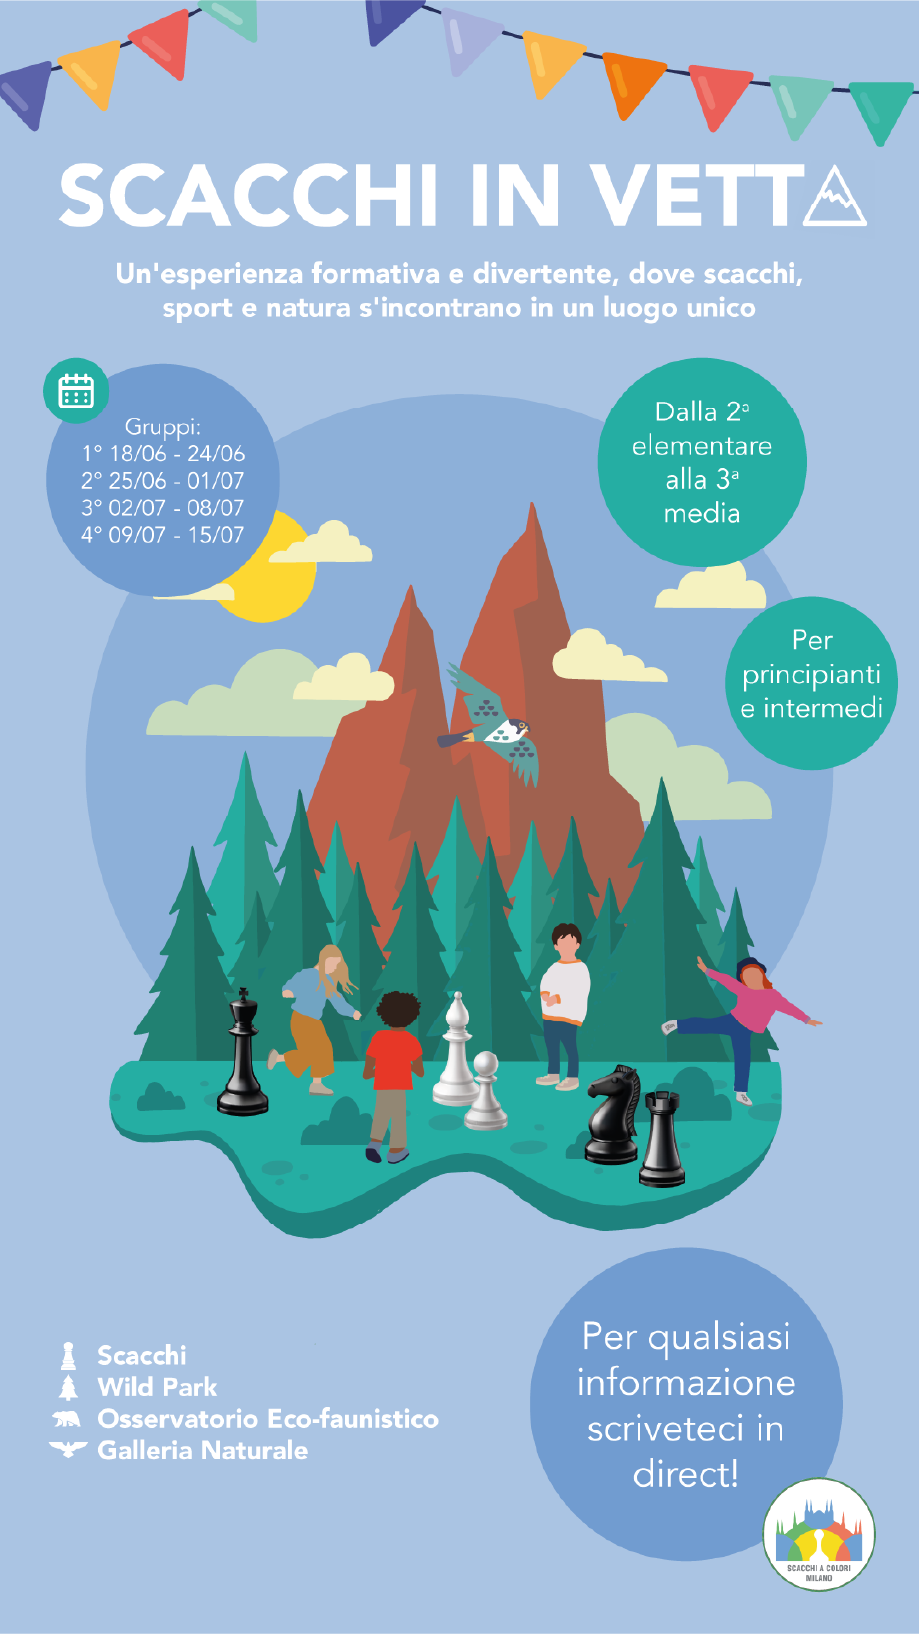 SCACCHI IN VETTA
Un'esperienza formativa e divertente, dove scacchi,
sport e natura s'incontrano in un luogo unico
Gruppi:
1° 18/06 - 24/06
2° 25/06 - 01/07
3° 02/07 - 08/07
4° 09/07 - 15/07
Dalla 2ª
elementare
alla 3ª
media
Per
principianti
e intermedi
Scacchi
Wild Park
Osservatorio Eco-faunistico
Galleria Naturale
Per qualsiasi
informazione
scriveteci in
direct!
SCACCHI A COLORI
MILANO